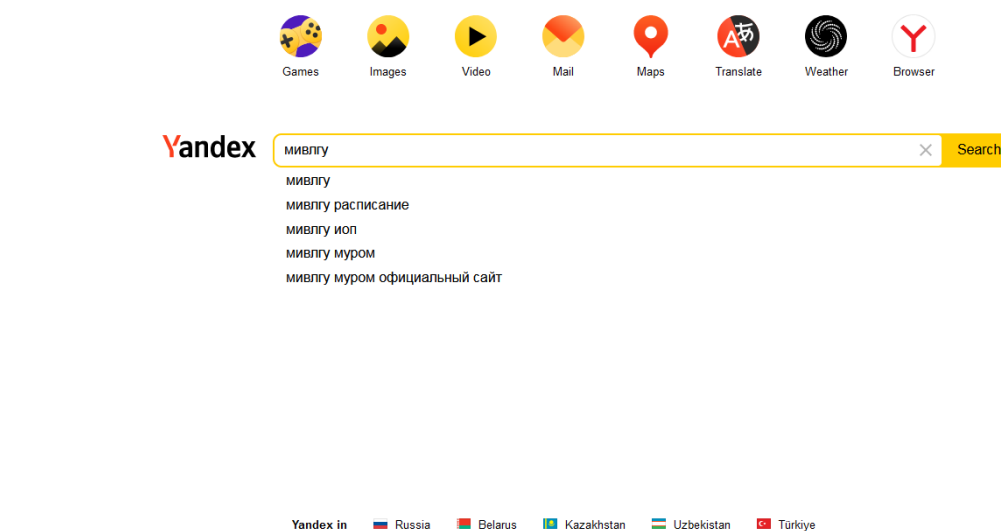 Games Images Video Mail Maps Translate Weather Browser
Yandex мивлгу Search
мивлгу
мивлгу расписание
мивлгу иоп
мивлгу муром
мивлгу муром официальный сайт
Yandex in Russia Belarus Kazakhstan Uzbekistan Türkiye